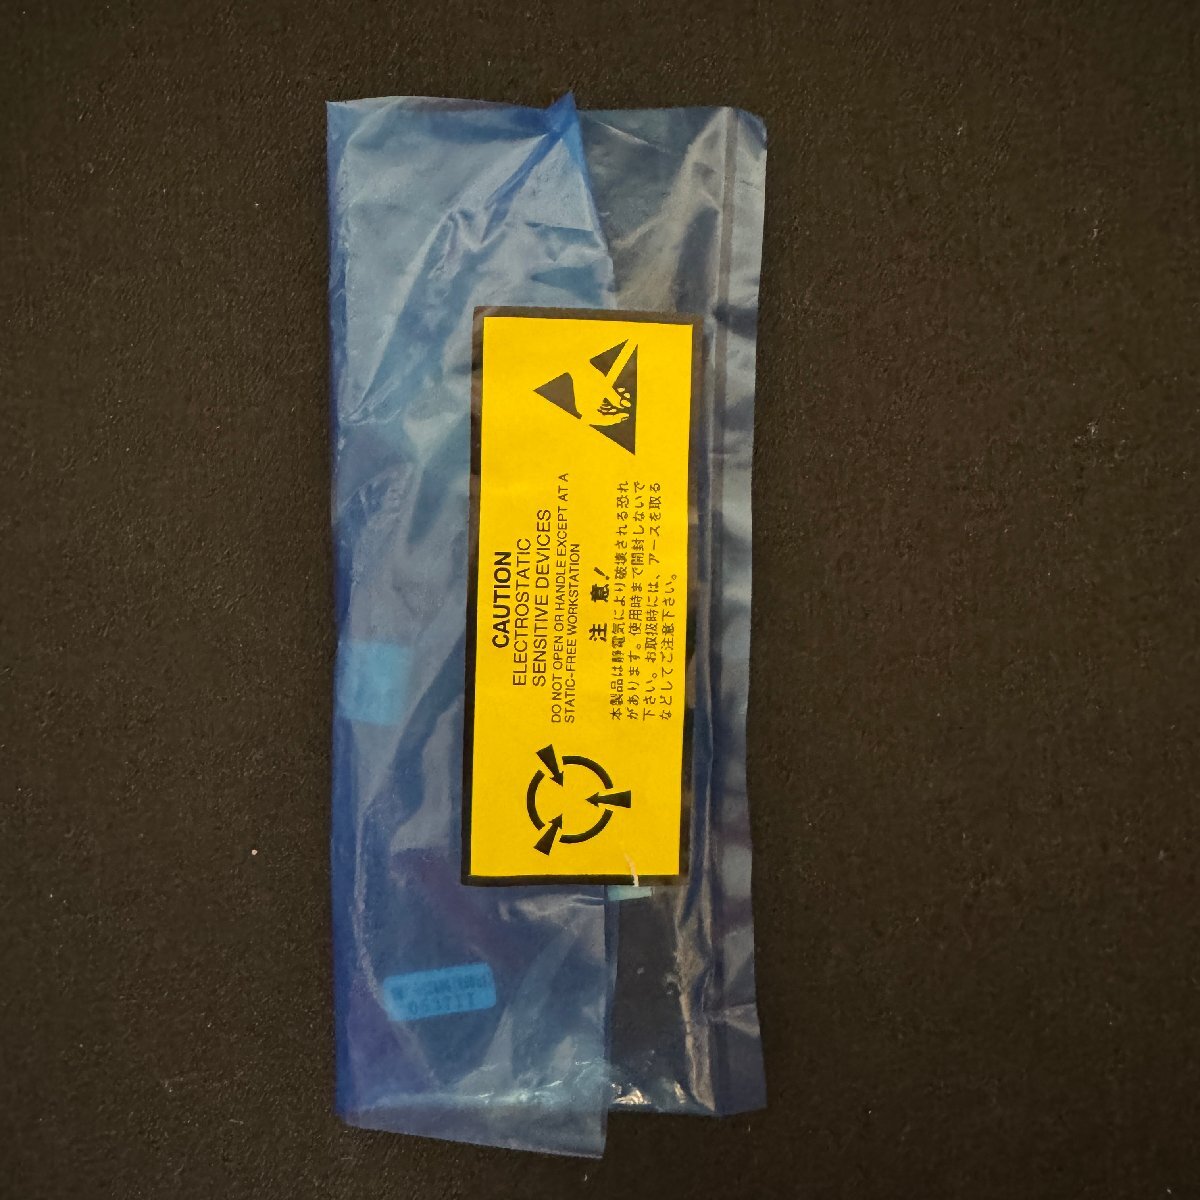 CAUTION
ELECTROSTATIC
SENSITIVE DEVICES
DO NOT OPEN OR HANDLE EXCEPT AT A
STATIC-FREE WORKSTATION
注 意!
本製品は静電気により破壊される恐れ
があります。使用時まで開封しないで
下さい。お取扱時には、アースを取る
などしてご注意下さい。